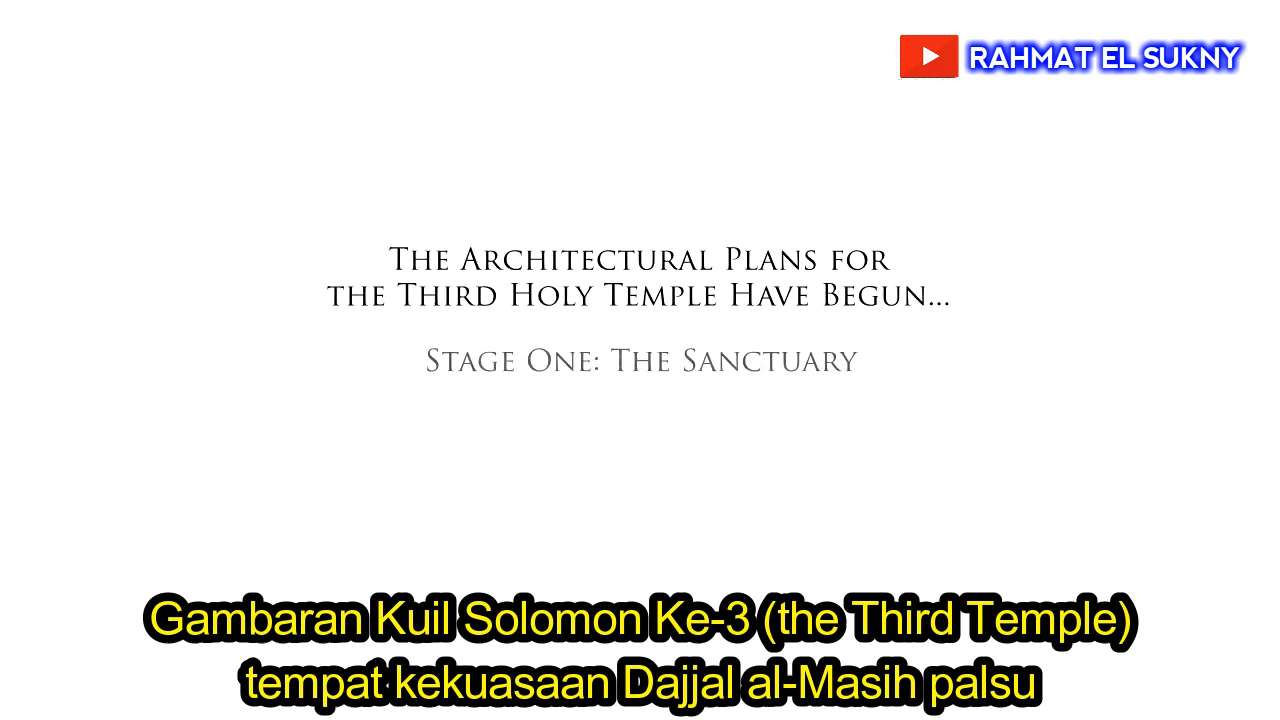 RAHMAT EL SUKNY
The Architectural Plans for
the Third Holy Temple Have Begun...
Stage One: The Sanctuary
Gambaran Kuil Solomon Ke-3 (the Third Temple)
tempat kekuasaan Dajjal al-Masih palsu